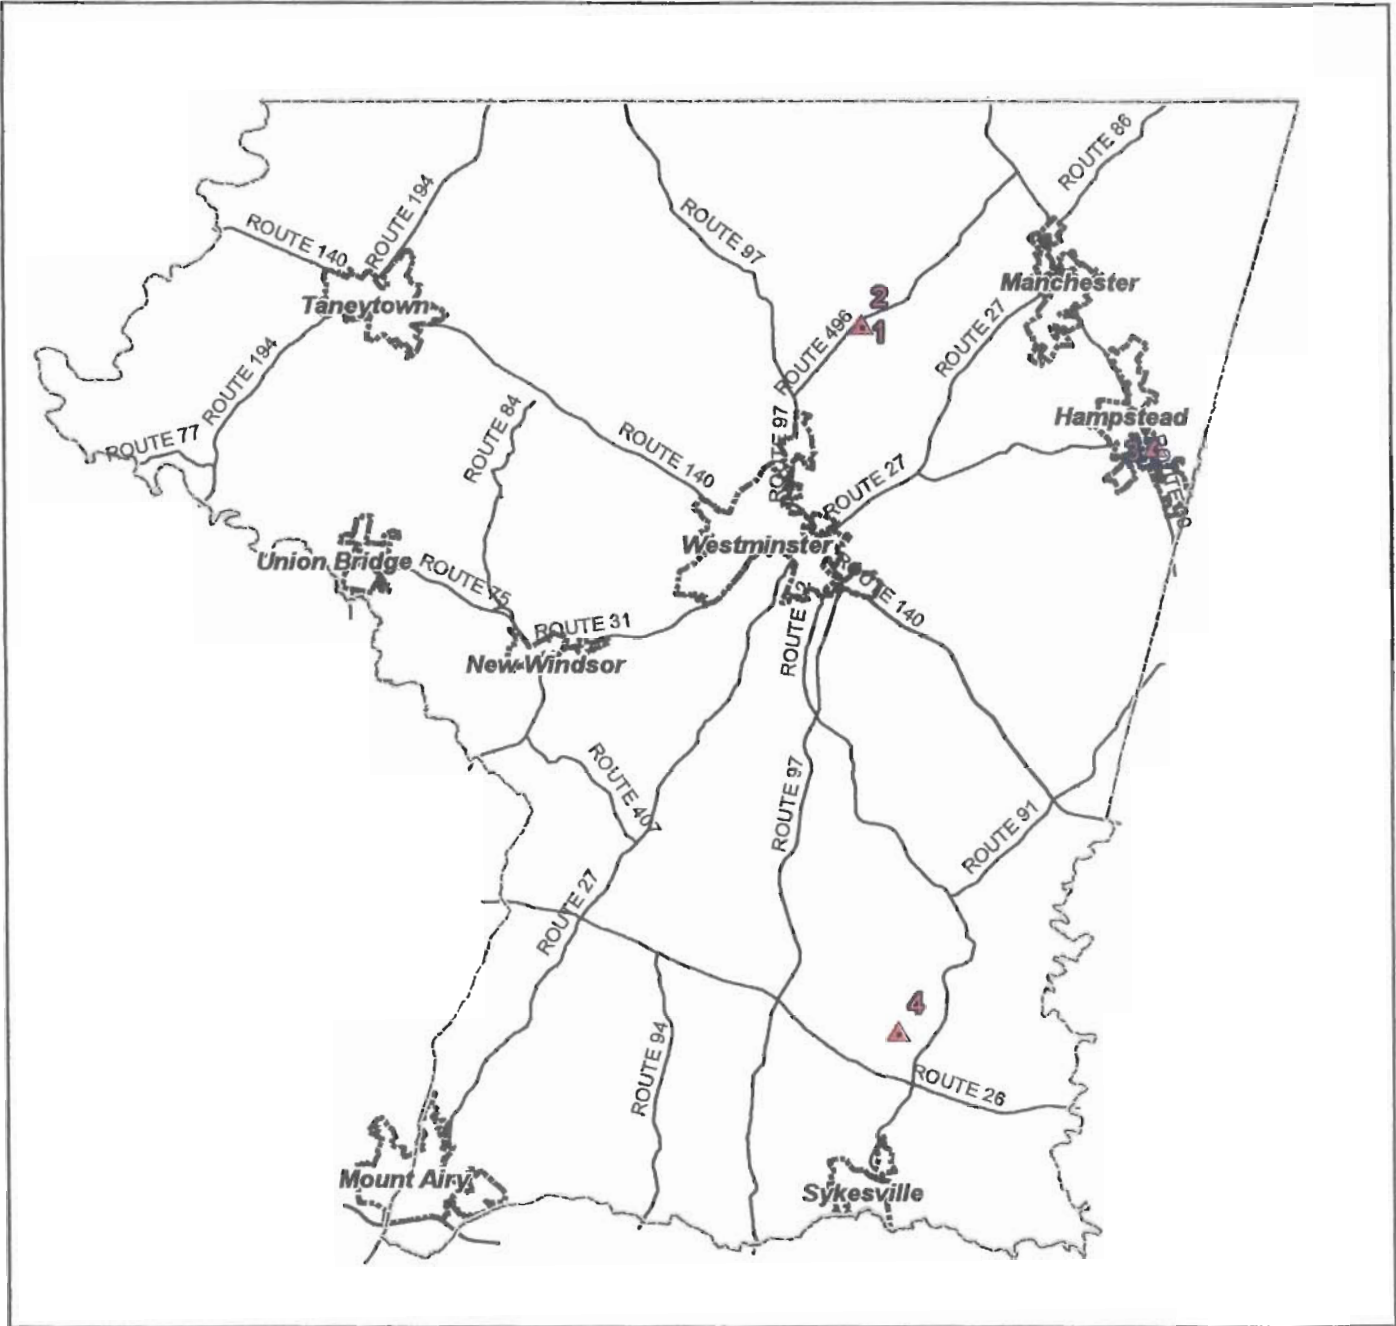 ROUTE 86
ROUTE 194
ROUTE 97
ROUTE 140
Manchester
2
Taneytown
1
ROUTE 496
ROUTE 27
ROUTE 194
Hampstead
ROUTE 84
ROUTE 77
ROUTE 97
ROUTE 140
ROUTE 27
Westminster
Union Bridge
ROUTE 75
ROUTE 140
ROUTE 31
ROUTE
New Windsor
ROUTE 407
ROUTE 97
ROUTE 91
ROUTE 27
4
ROUTE 94
ROUTE 26
Mount Airy
Sykesville